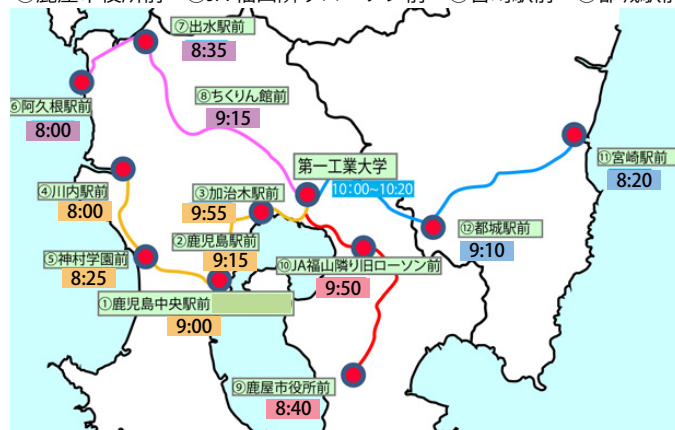 ⑦出水駅前
8:35
⑥阿久根駅前
8:00
⑧ちくりん館前
9:15
第一工業大学
10:00~10:20
⑪宮崎駅前
8:20
④川内駅前
8:00
③加治木駅前
9:55
②鹿児島駅前
9:15
⑫都城駅前
9:10
⑤神村学園前
8:25
⑩JA福山隣り旧ローソン前
9:50
①鹿児島中央駅前
9:00
⑨鹿屋市役所前
8:40